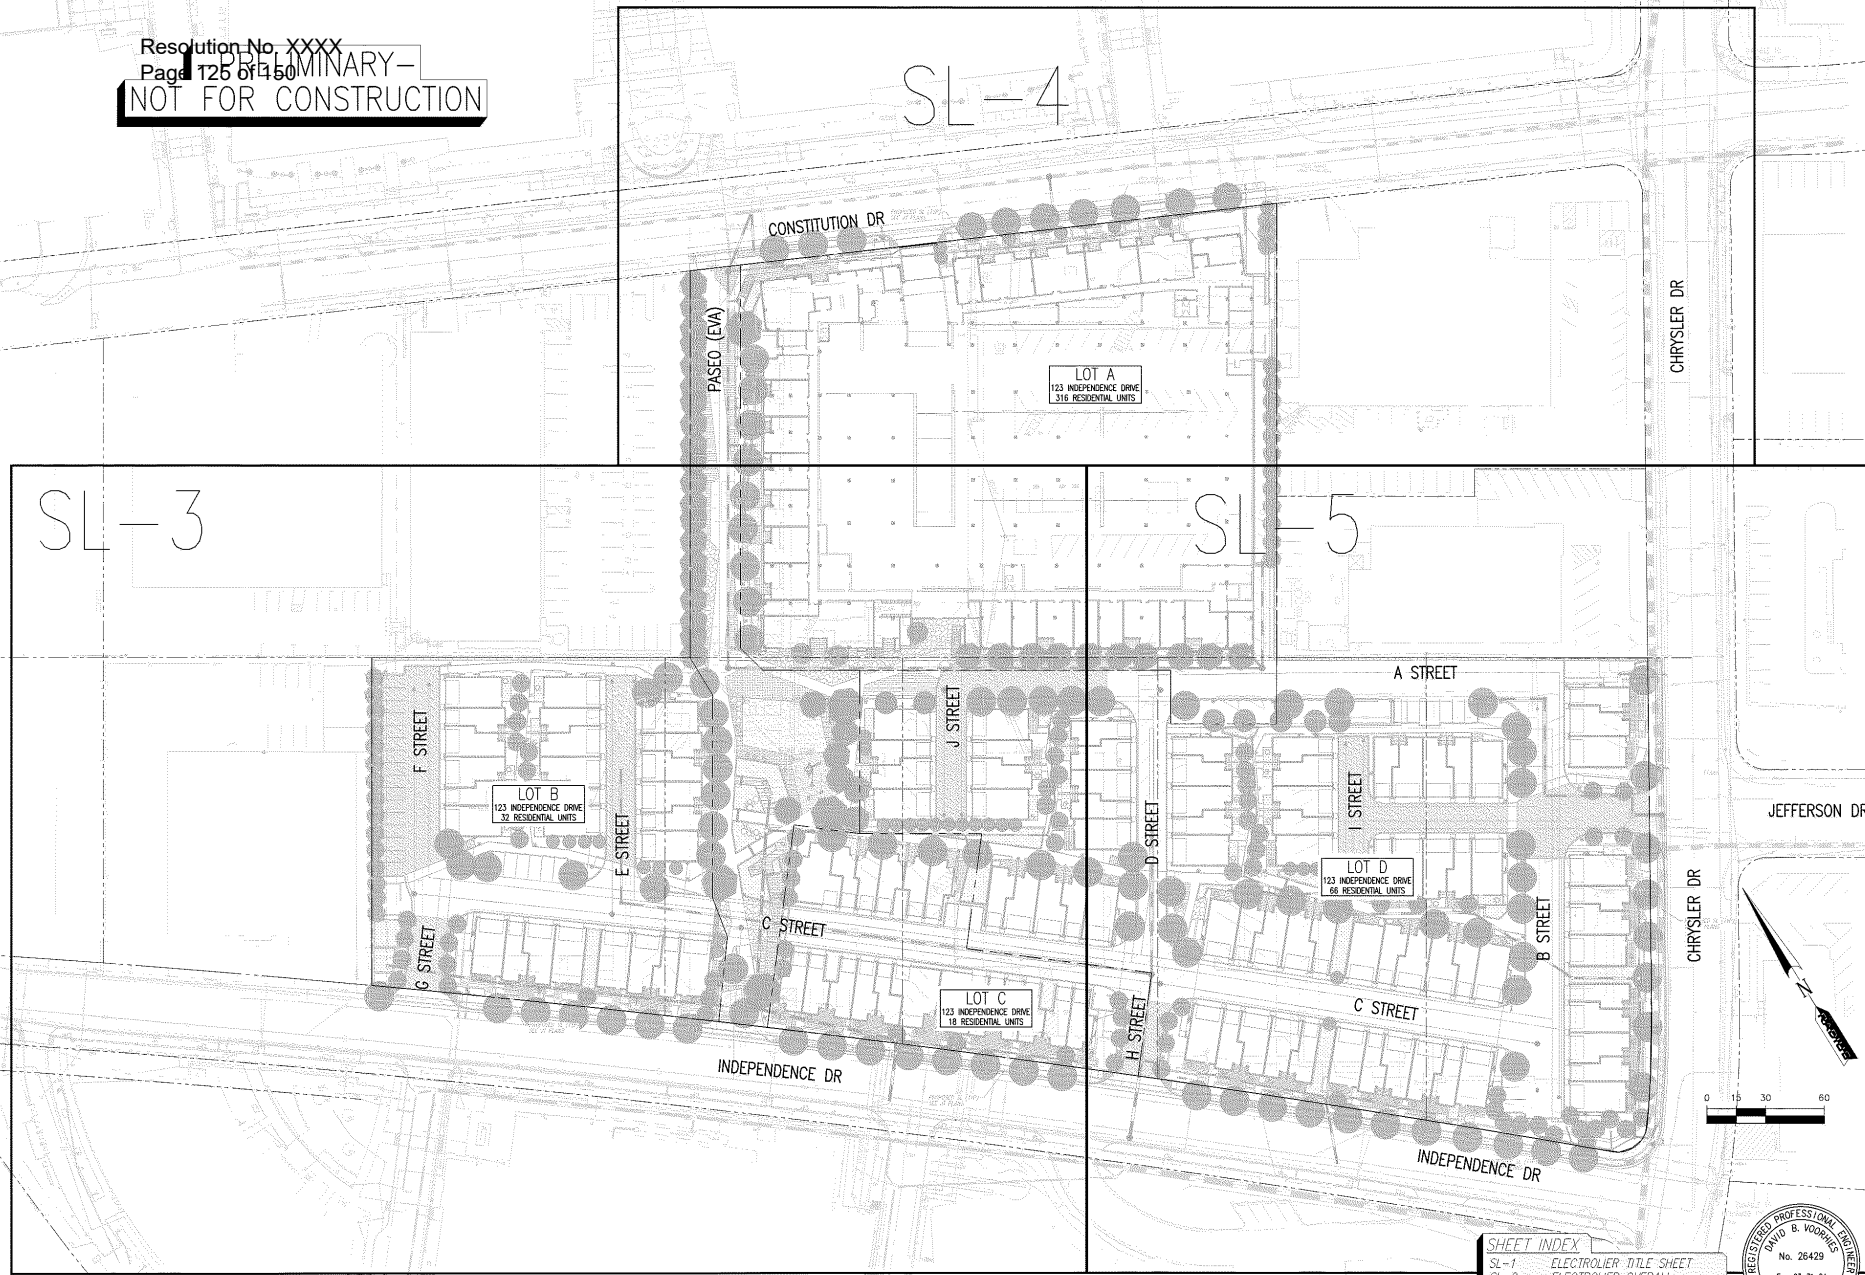 Resolution No. XXXX
Page 125 of 150
PRELIMINARY-
NOT FOR CONSTRUCTION
SL-4
CONSTITUTION DR
PASEO (EVA)
CHRYSLER DR
LOT A
123 INDEPENDENCE DRIVE
316 RESIDENTIAL UNITS
SL-3
SL-5
A STREET
F STREET
J STREET
LOT B
123 INDEPENDENCE DRIVE
32 RESIDENTIAL UNITS
E STREET
D STREET
I STREET
JEFFERSON DR
LOT D
123 INDEPENDENCE DRIVE
66 RESIDENTIAL UNITS
C STREET
G STREET
B STREET
CHRYSLER DR
N
LOT C
123 INDEPENDENCE DRIVE
18 RESIDENTIAL UNITS
H STREET
C STREET
INDEPENDENCE DR
0 15 30 60
INDEPENDENCE DR
SHEET INDEX
SL-1 ELECTROLIER TITLE SHEET
REGISTERED PROFESSIONAL ENGINEER
DAVID B. VOORHIES
No. 26429